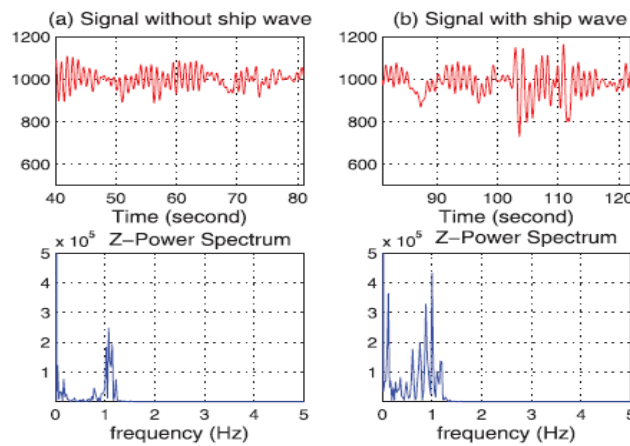 (a) Signal without ship wave
1200
1000
800
600
40 50 60 70 80
Time (second)
(b) Signal with ship wave
1200
1000
800
600
90 100 110 120
Time (second)
x 10^5 Z-Power Spectrum
5
4
3
2
1
0 1 2 3 4 5
frequency (Hz)
x 10^5 Z-Power Spectrum
5
4
3
2
1
0 1 2 3 4 5
frequency (Hz)